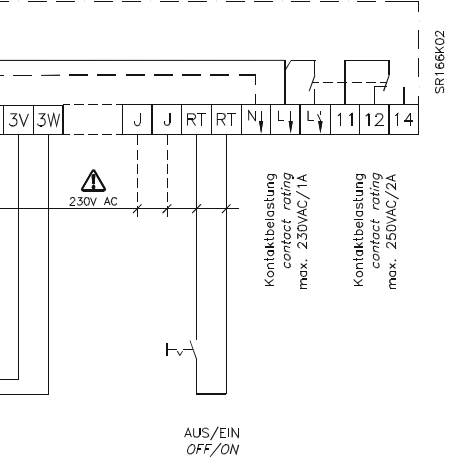 SR166K02
3V 3W J J RT RT N L L' 11 12 14
230V AC
Kontaktbelastung
contact rating
max. 230VAC/1A
Kontaktbelastung
contact rating
max. 250VAC/2A
AUS/EIN
OFF/ON